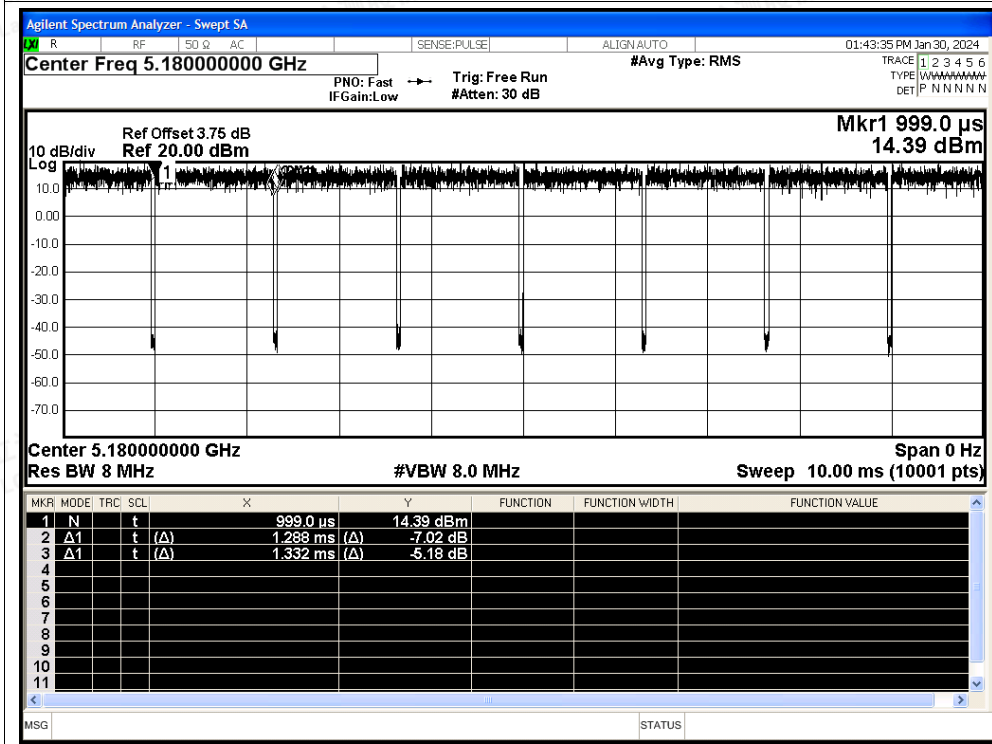 Agilent Spectrum Analyzer - Swept SA
LXI R RF 50 Ω AC SENSE:PULSE ALIGN AUTO 01:43:35 PM Jan 30, 2024
Center Freq 5.180000000 GHz
PNO: Fast
IFGain:Low
Trig: Free Run
#Atten: 30 dB
#Avg Type: RMS
TRACE 1 2 3 4 5 6
TYPE
DET P N N N N N
Mkr1 999.0 µs
14.39 dBm
Ref Offset 3.75 dB
10 dB/div Ref 20.00 dBm
Log
1
10.0
0.00
-10.0
-20.0
-30.0
-40.0
-50.0
-60.0
-70.0
Center 5.180000000 GHz Span 0 Hz
Res BW 8 MHz #VBW 8.0 MHz Sweep 10.00 ms (10001 pts)
MKR MODE TRC SCL X Y FUNCTION FUNCTION WIDTH FUNCTION VALUE
1 N t 999.0 µs 14.39 dBm
2 Δ1 t (Δ) 1.288 ms (Δ) -7.02 dB
3 Δ1 t (Δ) 1.332 ms (Δ) -5.18 dB
4
5
6
7
8
9
10
11
MSG STATUS